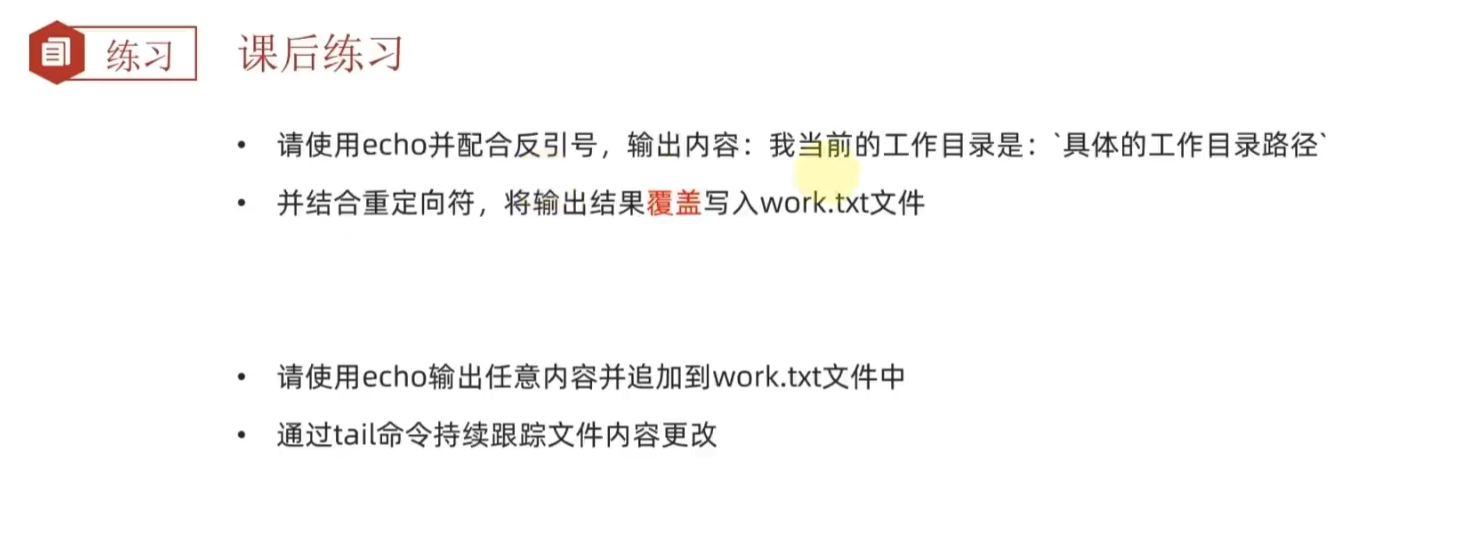 练习
课后练习
• 请使用echo并配合反引号，输出内容：我当前的工作目录是：`具体的工作目录路径`
• 并结合重定向符，将输出结果覆盖写入work.txt文件
• 请使用echo输出任意内容并追加到work.txt文件中
• 通过tail命令持续跟踪文件内容更改